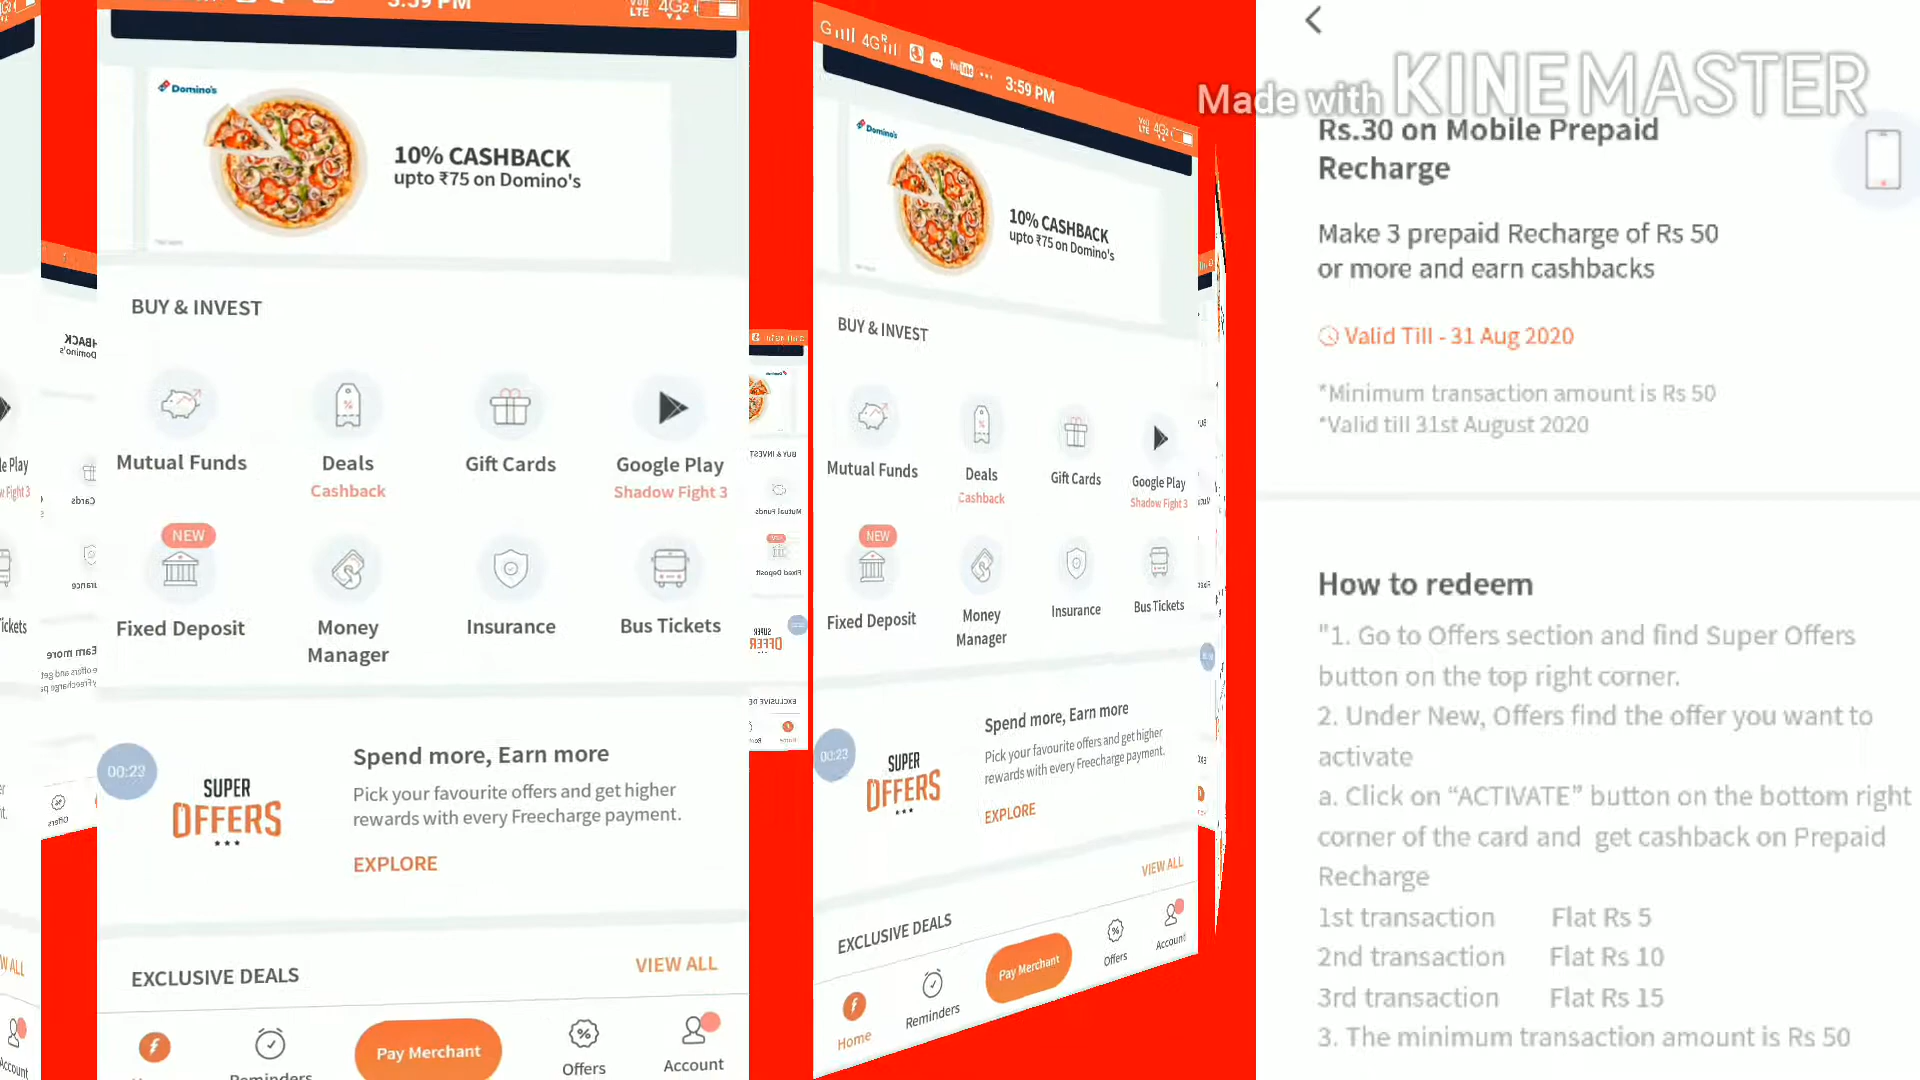 3:59 PM
VoLTE 4G2
Domino's
10% CASHBACK
upto ₹75 on Domino's
BUY & INVEST
Mutual Funds
Deals
Cashback
Gift Cards
Google Play
Shadow Fight 3
NEW
Fixed Deposit
Money
Manager
Insurance
Bus Tickets
00:23
SUPER
OFFERS
Spend more, Earn more
Pick your favourite offers and get higher
rewards with every Freecharge payment.
EXPLORE
EXCLUSIVE DEALS
VIEW ALL
Pay Merchant
Offers
Account
G 4G
YouTube
3:59 PM
4G2
Domino's
10% CASHBACK
upto ₹75 on Domino's
BUY & INVEST
Mutual Funds
Deals
Cashback
Gift Cards
Google Play
Shadow Fight 3
NEW
Fixed Deposit
Money
Manager
Insurance
Bus Tickets
00:23
SUPER
OFFERS
Spend more, Earn more
Pick your favourite offers and get higher
rewards with every Freecharge payment.
EXPLORE
VIEW ALL
EXCLUSIVE DEALS
Home
Reminders
Pay Merchant
Offers
Account
Made with KINEMASTER
Rs.30 on Mobile Prepaid
Recharge
Make 3 prepaid Recharge of Rs 50
or more and earn cashbacks
Valid Till - 31 Aug 2020
*Minimum transaction amount is Rs 50
*Valid till 31st August 2020
How to redeem
"1. Go to Offers section and find Super Offers
button on the top right corner.
2. Under New, Offers find the offer you want to
activate
a. Click on “ACTIVATE” button on the bottom right
corner of the card and get cashback on Prepaid
Recharge
1st transaction Flat Rs 5
2nd transaction Flat Rs 10
3rd transaction Flat Rs 15
3. The minimum transaction amount is Rs 50